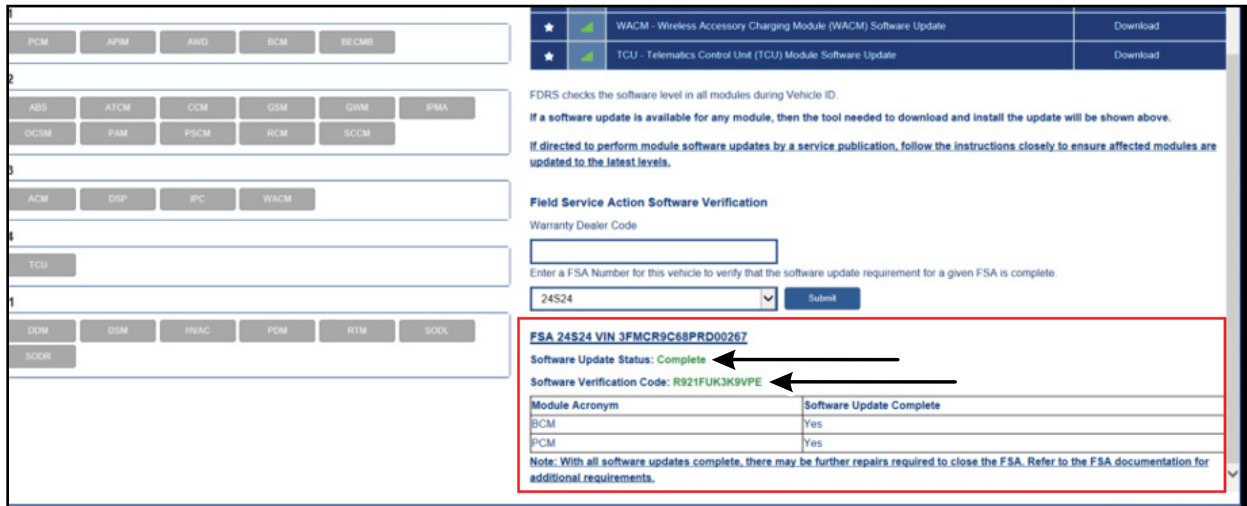 1
PCM APIM AWD BCM BECMB
2
ABS ATCM CCM GSM GWM IPMA
OCSM PAM PSCM RCM SCCM
3
ACM DSP IPC WACM
4
TCU
1
DDM DSM HVAC PDM RTM SODL
SODR
WACM - Wireless Accessory Charging Module (WACM) Software Update Download
TCU - Telematics Control Unit (TCU) Module Software Update Download
FDRS checks the software level in all modules during Vehicle ID.
If a software update is available for any module, then the tool needed to download and install the update will be shown above.
If directed to perform module software updates by a service publication, follow the instructions closely to ensure affected modules are
updated to the latest levels.
Field Service Action Software Verification
Warranty Dealer Code
Enter a FSA Number for this vehicle to verify that the software update requirement for a given FSA is complete.
24S24 Submit
FSA 24S24 VIN 3FMCR9C68PRD00267
Software Update Status: Complete
Software Verification Code: R921FUK3K9VPE
Module Acronym Software Update Complete
BCM Yes
PCM Yes
Note: With all software updates complete, there may be further repairs required to close the FSA. Refer to the FSA documentation for
additional requirements.